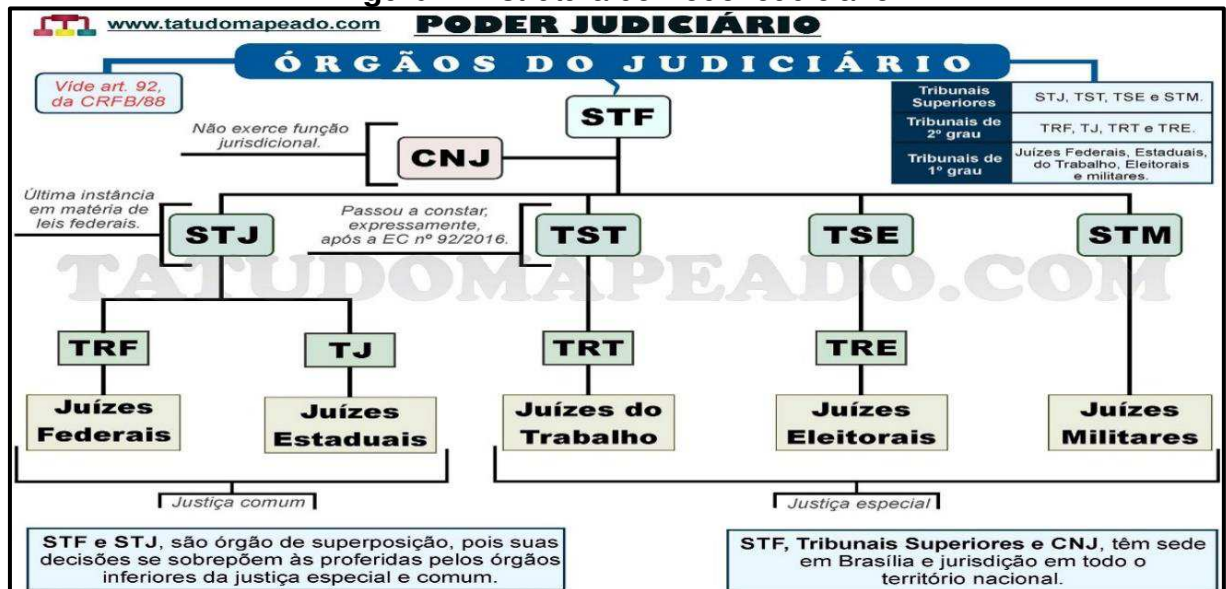 www.tatudomapeado.com
PODER JUDICIÁRIO
ÓRGÃOS DO JUDICIÁRIO
Vide art. 92,
da CRFB/88
STF
Tribunais
Superiores
STJ, TST, TSE e STM.
Tribunais de
2º grau
TRF, TJ, TRT e TRE.
Tribunais de
1º grau
Juízes Federais, Estaduais,
do Trabalho, Eleitorais
e militares.
Não exerce função
jurisdicional.
CNJ
Última instância
em matéria de
leis federais.
STJ
Passou a constar,
expressamente,
após a EC nº 92/2016.
TST
TSE
STM
TATUDOMAPEADO.COM
TRF
TJ
TRT
TRE
Juízes
Federais
Juízes
Estaduais
Juízes do
Trabalho
Juízes
Eleitorais
Juízes
Militares
Justiça comum
Justiça especial
STF e STJ, são órgão de superposição, pois suas
decisões se sobrepõem às proferidas pelos órgãos
inferiores da justiça especial e comum.
STF, Tribunais Superiores e CNJ, têm sede
em Brasília e jurisdição em todo o
território nacional.